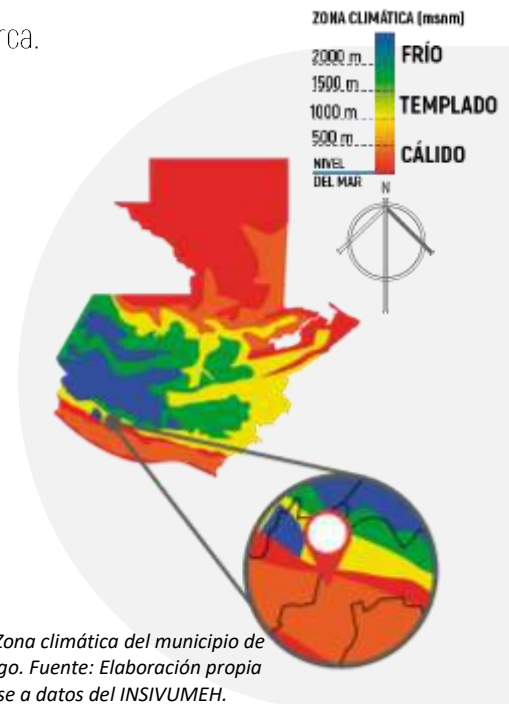 rca.
ZONA CLIMÁTICA (msnm)
2000 m
FRÍO
1500 m
TEMPLADO
1000 m
500 m
CÁLIDO
NIVEL
DEL MAR
N
Zona climática del municipio de
go. Fuente: Elaboración propia
se a datos del INSIVUMEH.